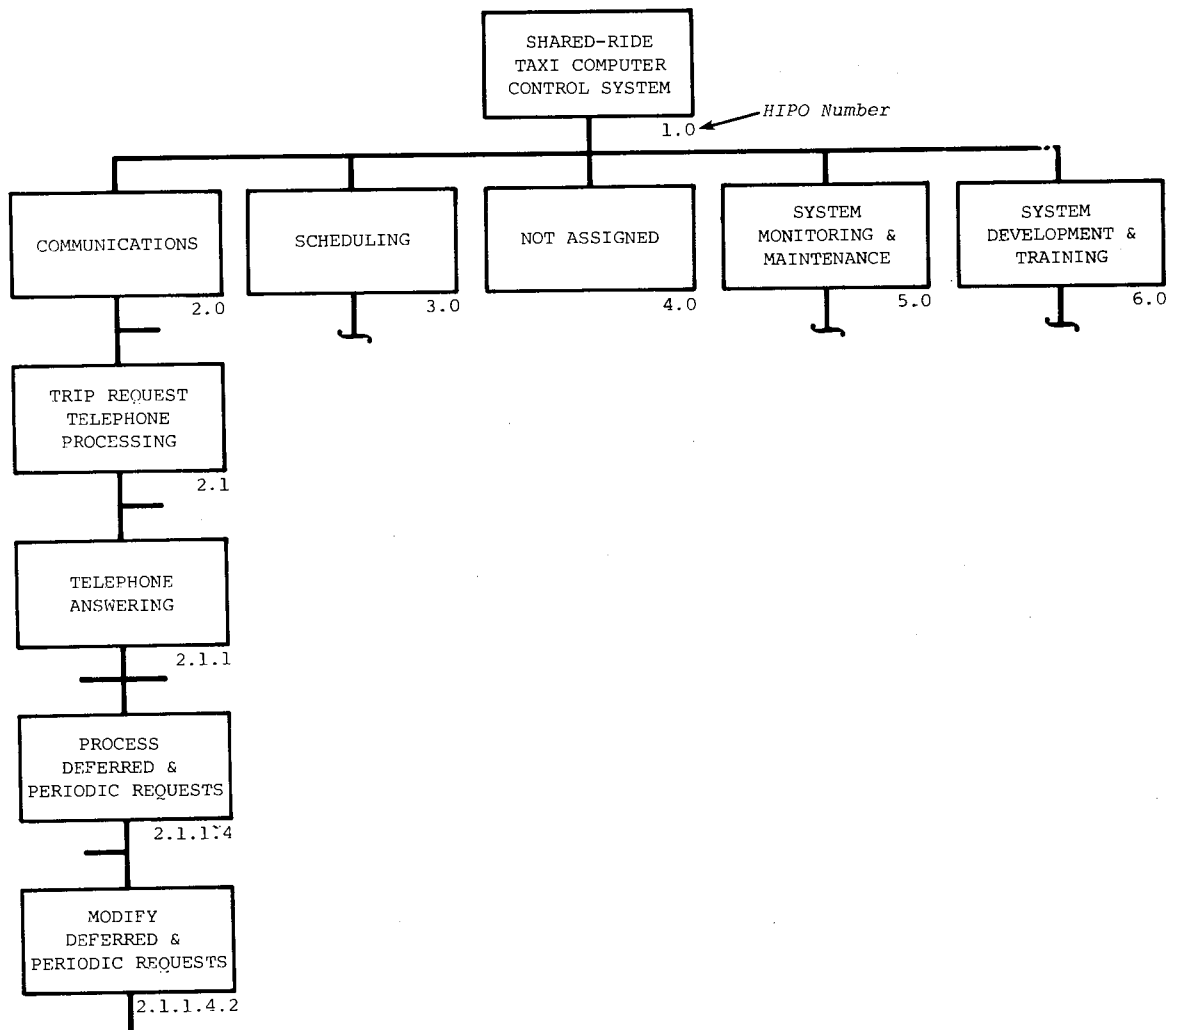 SHARED-RIDE
TAXI COMPUTER
CONTROL SYSTEM
1.0
HIPO Number
COMMUNICATIONS
2.0
SCHEDULING
3.0
NOT ASSIGNED
4.0
SYSTEM
MONITORING &
MAINTENANCE
5.0
SYSTEM
DEVELOPMENT &
TRAINING
6.0
TRIP REQUEST
TELEPHONE
PROCESSING
2.1
TELEPHONE
ANSWERING
2.1.1
PROCESS
DEFERRED &
PERIODIC REQUESTS
2.1.1.4
MODIFY
DEFERRED &
PERIODIC REQUESTS
2.1.1.4.2